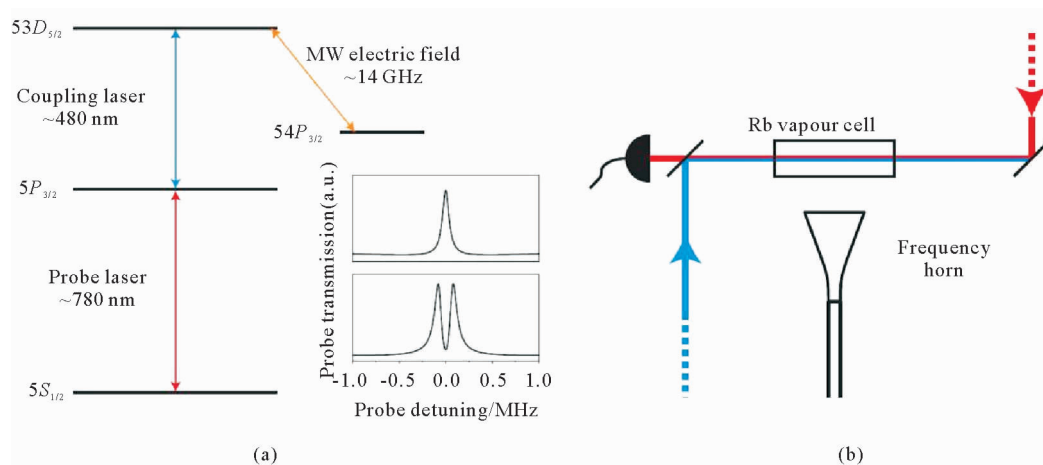 53D5/2
MW electric field
~14 GHz
Coupling laser
~480 nm
54P3/2
5P3/2
Probe laser
~780 nm
5S1/2
Probe transmission(a.u.)
-1.0 -0.5 0.0 0.5 1.0
Probe detuning/MHz
(a)
Rb vapour cell
Frequency
horn
(b)